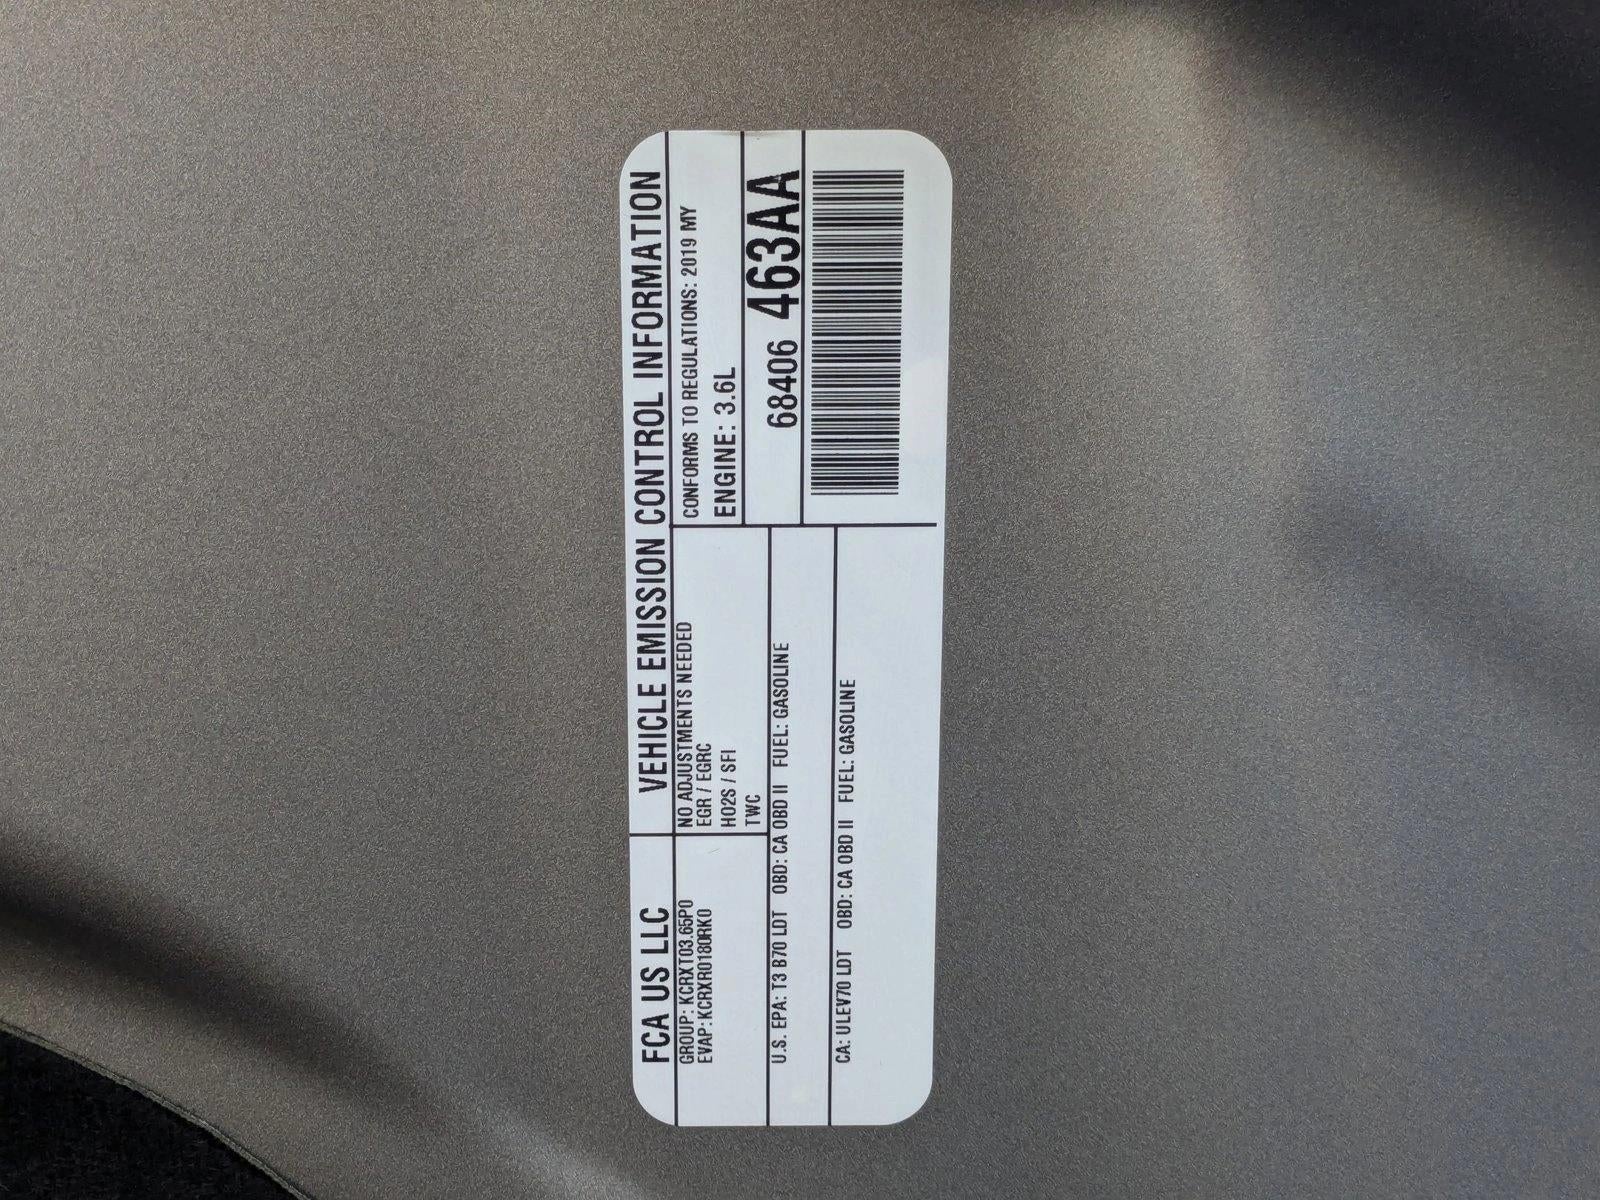 FCA US LLC
VEHICLE EMISSION CONTROL INFORMATION
GROUP: KCRXT03.65P0
EVAP: KCRXR0180RK0
NO ADJUSTMENTS NEEDED
EGR / EGRC
HO2S / SFI
TWC
CONFORMS TO REGULATIONS: 2019 MY
ENGINE: 3.6L
68406 463AA
U.S. EPA: T3 B70 LDT OBD: CA OBD II FUEL: GASOLINE
CA: ULEV70 LDT OBD: CA OBD II FUEL: GASOLINE